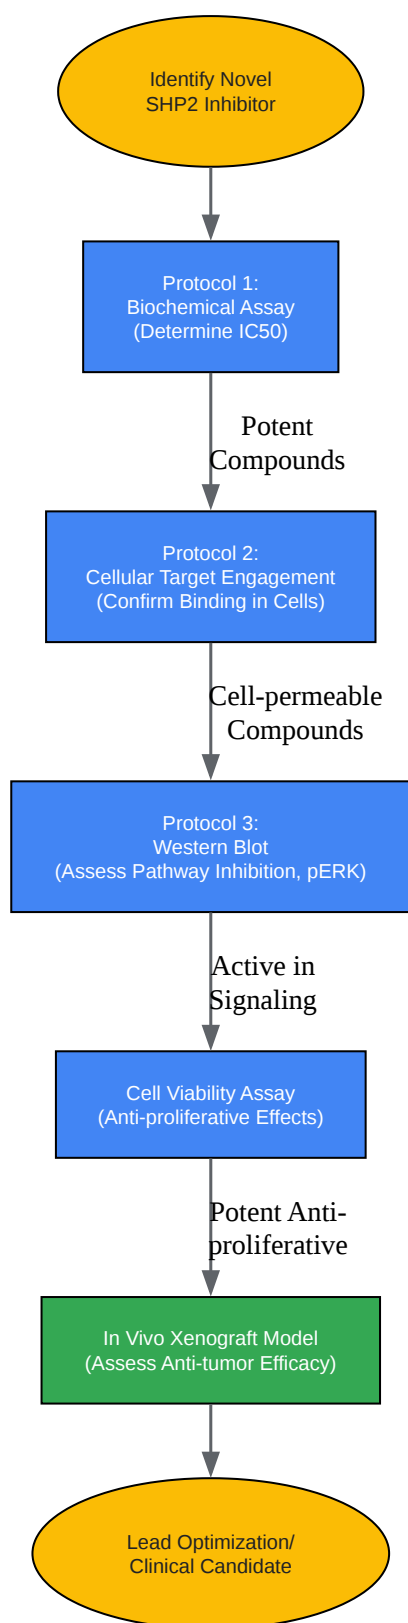 Identify Novel
SHP2 Inhibitor
Protocol 1:
Biochemical Assay
(Determine IC50)
Potent
Compounds
Protocol 2:
Cellular Target Engagement
(Confirm Binding in Cells)
Cell-permeable
Compounds
Protocol 3:
Western Blot
(Assess Pathway Inhibition, pERK)
Active in
Signaling
Cell Viability Assay
(Anti-proliferative Effects)
Potent Anti-
proliferative
In Vivo Xenograft Model
(Assess Anti-tumor Efficacy)
Lead Optimization/
Clinical Candidate